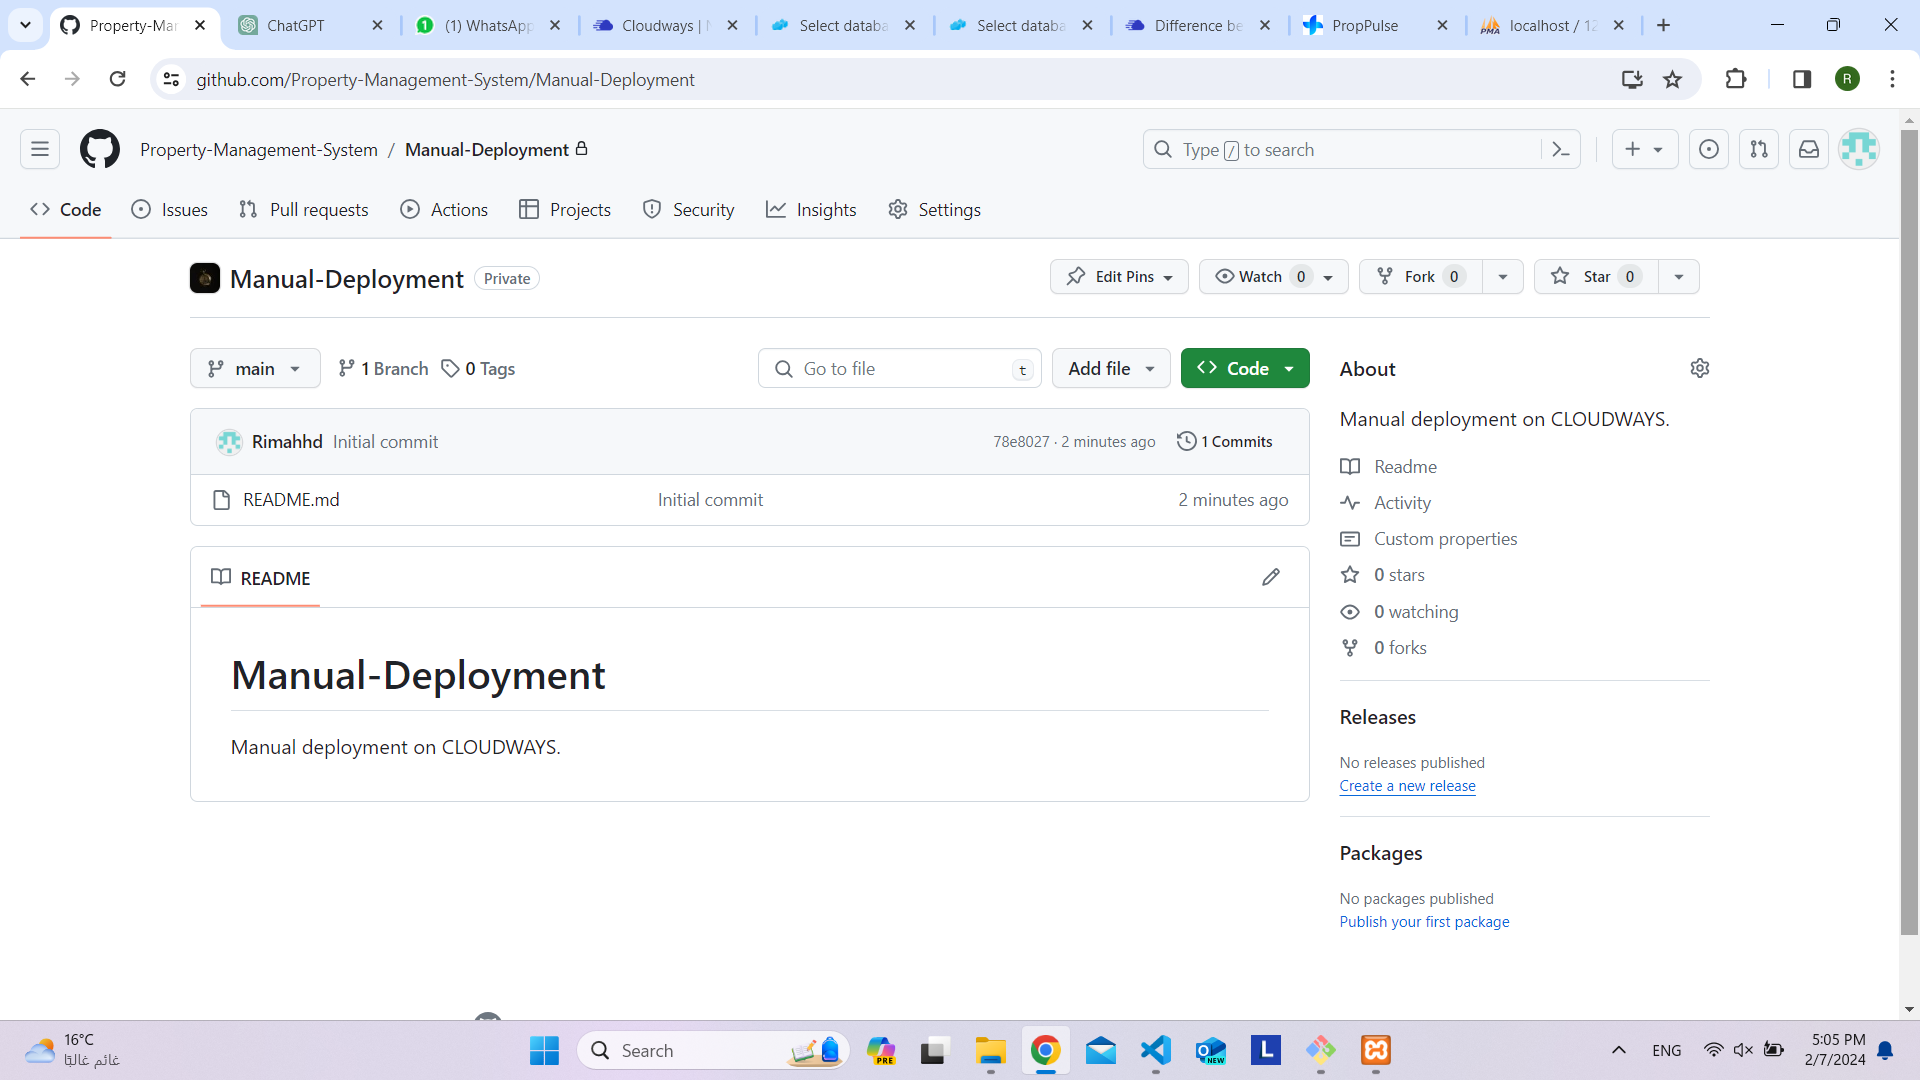 Property-Mar
ChatGPT
(1) WhatsApp
Cloudways | M
Select databa
Select databa
Difference be
PropPulse
localhost / 12
github.com/Property-Management-System/Manual-Deployment
R
Property-Management-System / Manual-Deployment
Type / to search
Code
Issues
Pull requests
Actions
Projects
Security
Insights
Settings
Manual-Deployment Private
Edit Pins
Watch 0
Fork 0
Star 0
main
1 Branch
0 Tags
Go to file t
Add file
Code
About
Manual deployment on CLOUDWAYS.
Rimahhd Initial commit
78e8027 · 2 minutes ago
1 Commits
README.md Initial commit 2 minutes ago
Readme
Activity
Custom properties
0 stars
0 watching
0 forks
README
Manual-Deployment
Manual deployment on CLOUDWAYS.
Releases
No releases published
Create a new release
Packages
No packages published
Publish your first package
16°C
غائم غالبًا
Search
PRE
NEW
L
ENG
5:05 PM
2/7/2024